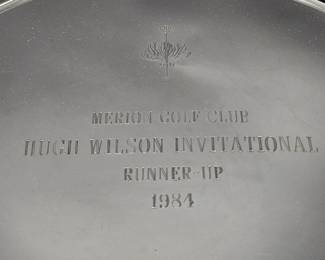 MERION GOLF CLUB
HUGH WILSON INVITATIONAL
RUNNER-UP
1984